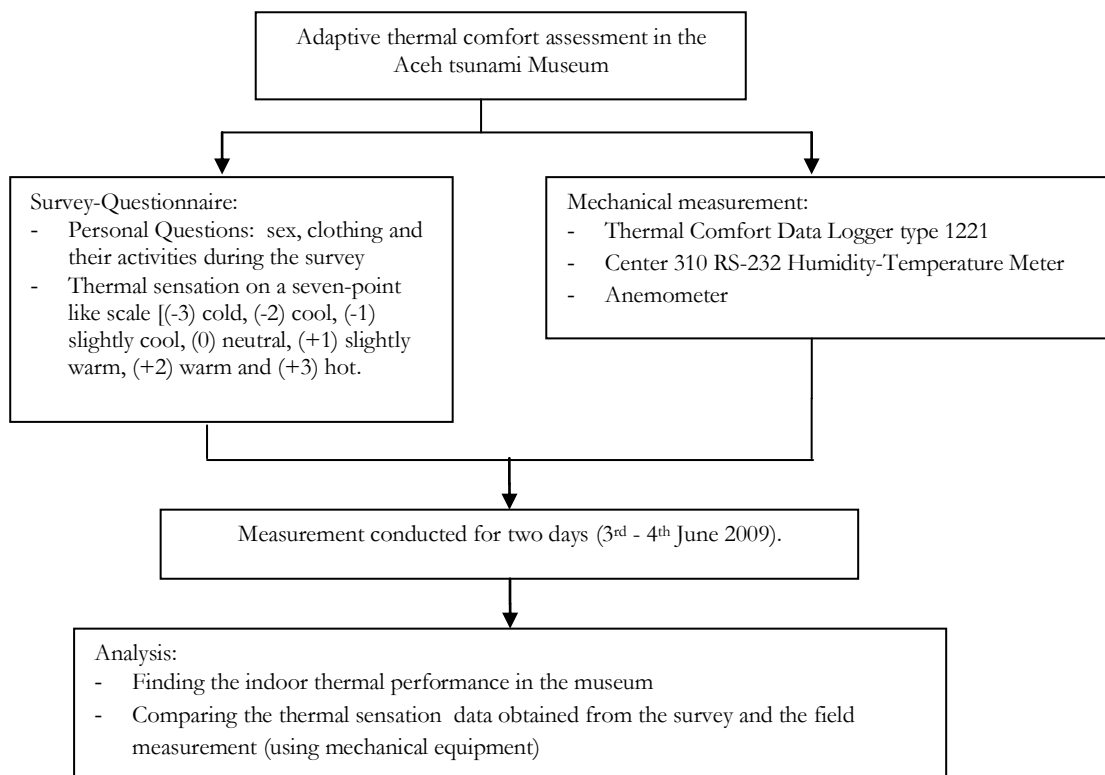 Adaptive thermal comfort assessment in the
Aceh tsunami Museum
Survey-Questionnaire:
- Personal Questions:  sex, clothing and
their activities during the survey
- Thermal sensation on a seven-point
like scale [(-3) cold, (-2) cool, (-1)
slightly cool, (0) neutral, (+1) slightly
warm, (+2) warm and (+3) hot.
Mechanical measurement:
- Thermal Comfort Data Logger type 1221
- Center 310 RS-232 Humidity-Temperature Meter
- Anemometer
Measurement conducted for two days (3rd - 4th June 2009).
Analysis:
- Finding the indoor thermal performance in the museum
- Comparing the thermal sensation  data obtained from the survey and the field
measurement (using mechanical equipment)